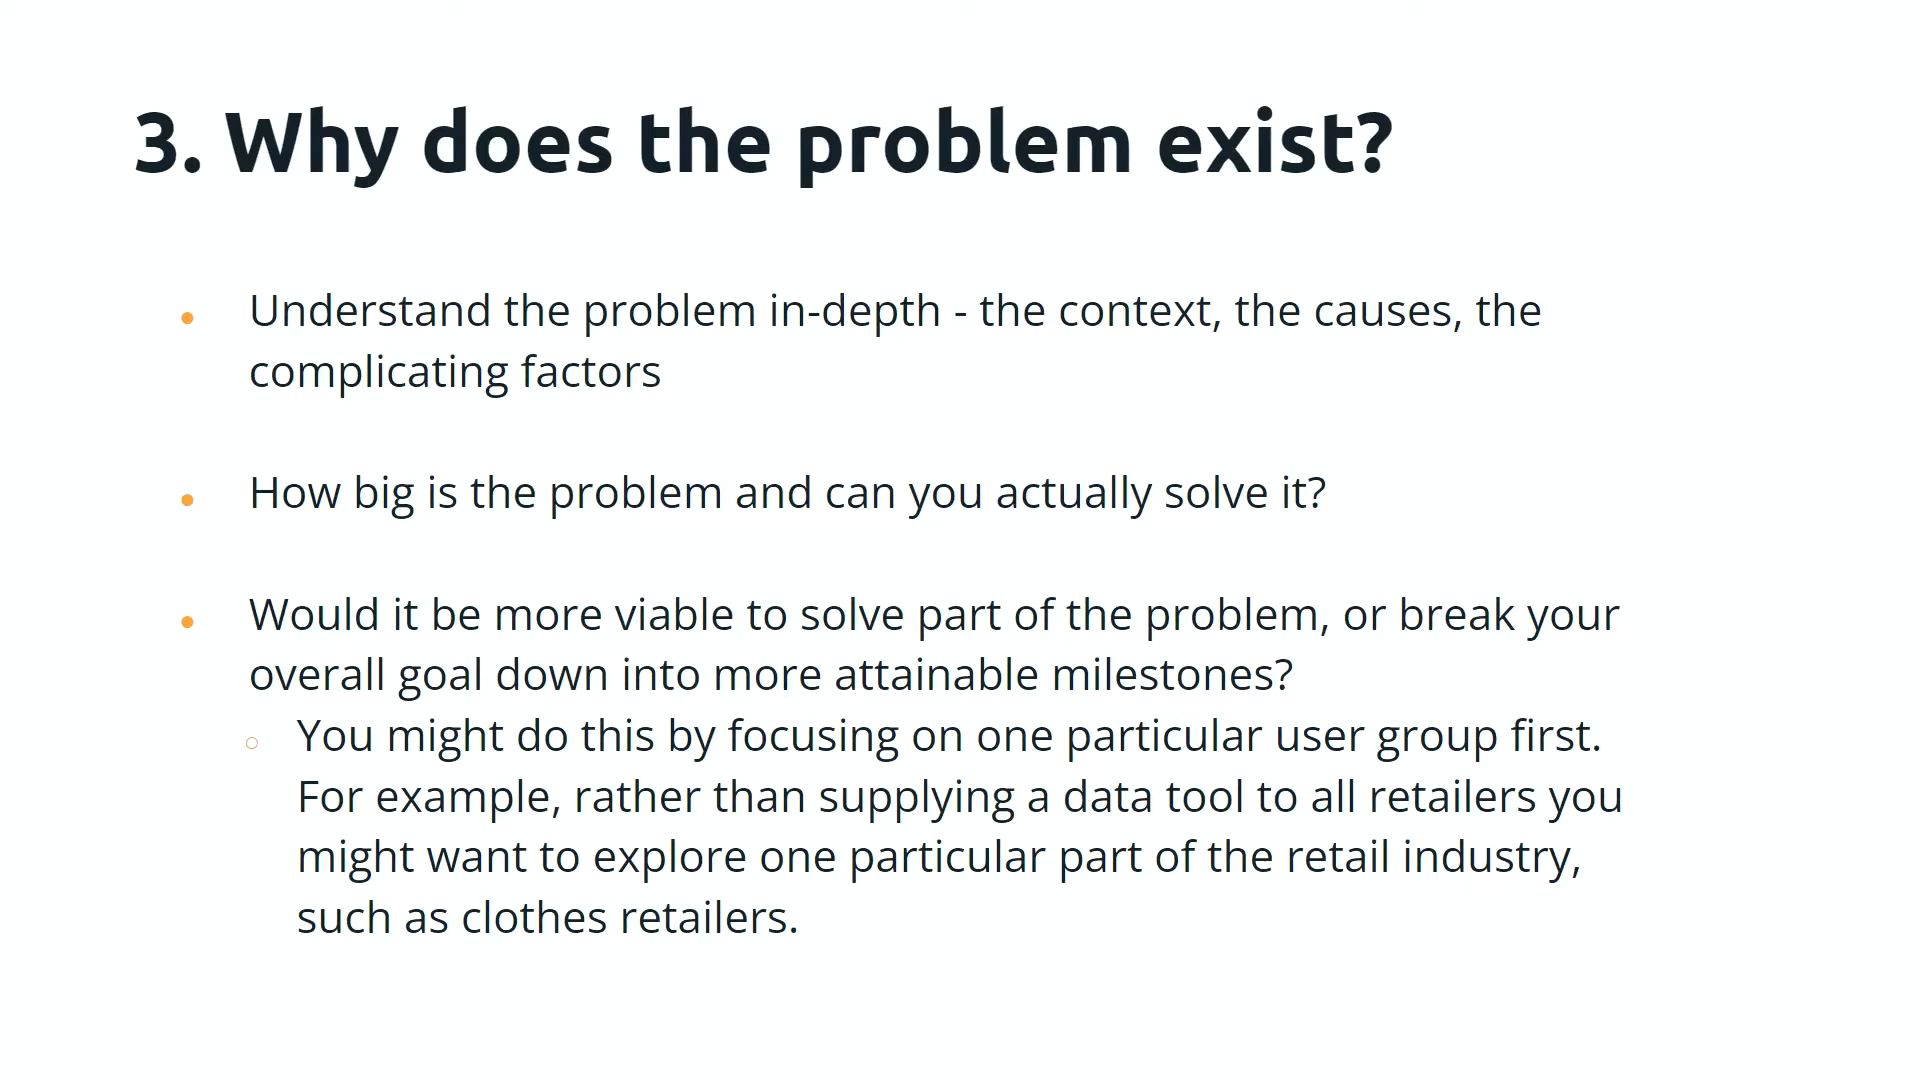 3. Why does the problem exist?
Understand the problem in-depth - the context, the causes, the
complicating factors
How big is the problem and can you actually solve it?
Would it be more viable to solve part of the problem, or break your
overall goal down into more attainable milestones?
You might do this by focusing on one particular user group first.
For example, rather than supplying a data tool to all retailers you
might want to explore one particular part of the retail industry,
such as clothes retailers.